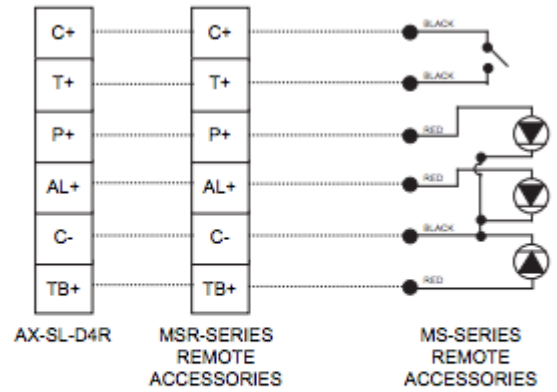 C+ C+ BLACK
T+ T+ BLACK
P+ P+ RED
AL+ AL+ RED
C- C- BLACK
TB+ TB+ RED
AX-SL-D4R MSR-SERIES MS-SERIES
REMOTE REMOTE
ACCESSORIES ACCESSORIES